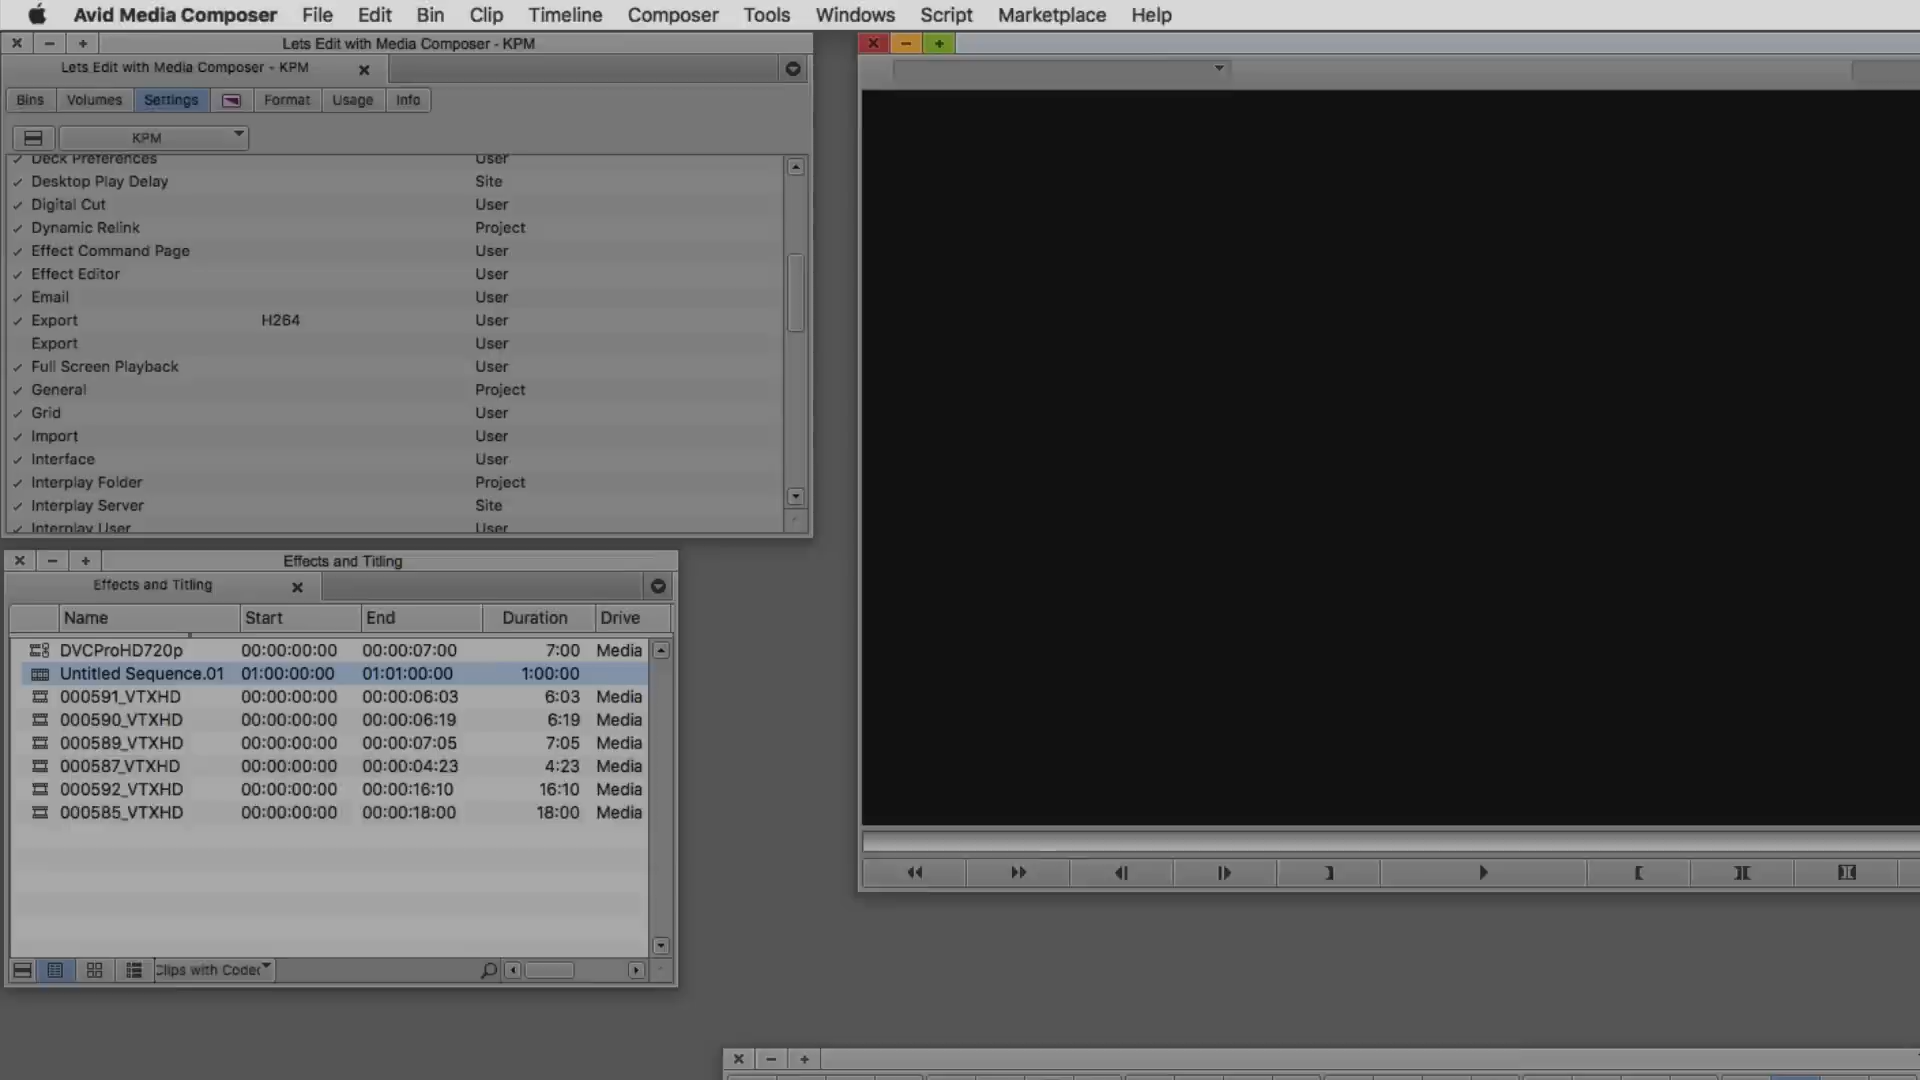 Avid Media Composer File Edit Bin Clip Timeline Composer Tools Windows Script Marketplace Help
Lets Edit with Media Composer - KPM
Lets Edit with Media Composer - KPM
Bins Volumes Settings Format Usage Info
KPM
Deck Preferences User
Desktop Play Delay Site
Digital Cut User
Dynamic Relink Project
Effect Command Page User
Effect Editor User
Email User
Export H264 User
Export User
Full Screen Playback User
General Project
Grid User
Import User
Interface User
Interplay Folder Project
Interplay Server Site
Interplay User User
Effects and Titling
Effects and Titling
Name Start End Duration Drive
DVCProHD720p 00:00:00:00 00:00:07:00 7:00 Media
Untitled Sequence.01 01:00:00:00 01:01:00:00 1:00:00
000591_VTXHD 00:00:00:00 00:00:06:03 6:03 Media
000590_VTXHD 00:00:00:00 00:00:06:19 6:19 Media
000589_VTXHD 00:00:00:00 00:00:07:05 7:05 Media
000587_VTXHD 00:00:00:00 00:00:04:23 4:23 Media
000592_VTXHD 00:00:00:00 00:00:16:10 16:10 Media
000585_VTXHD 00:00:00:00 00:00:18:00 18:00 Media
Clips with Codec